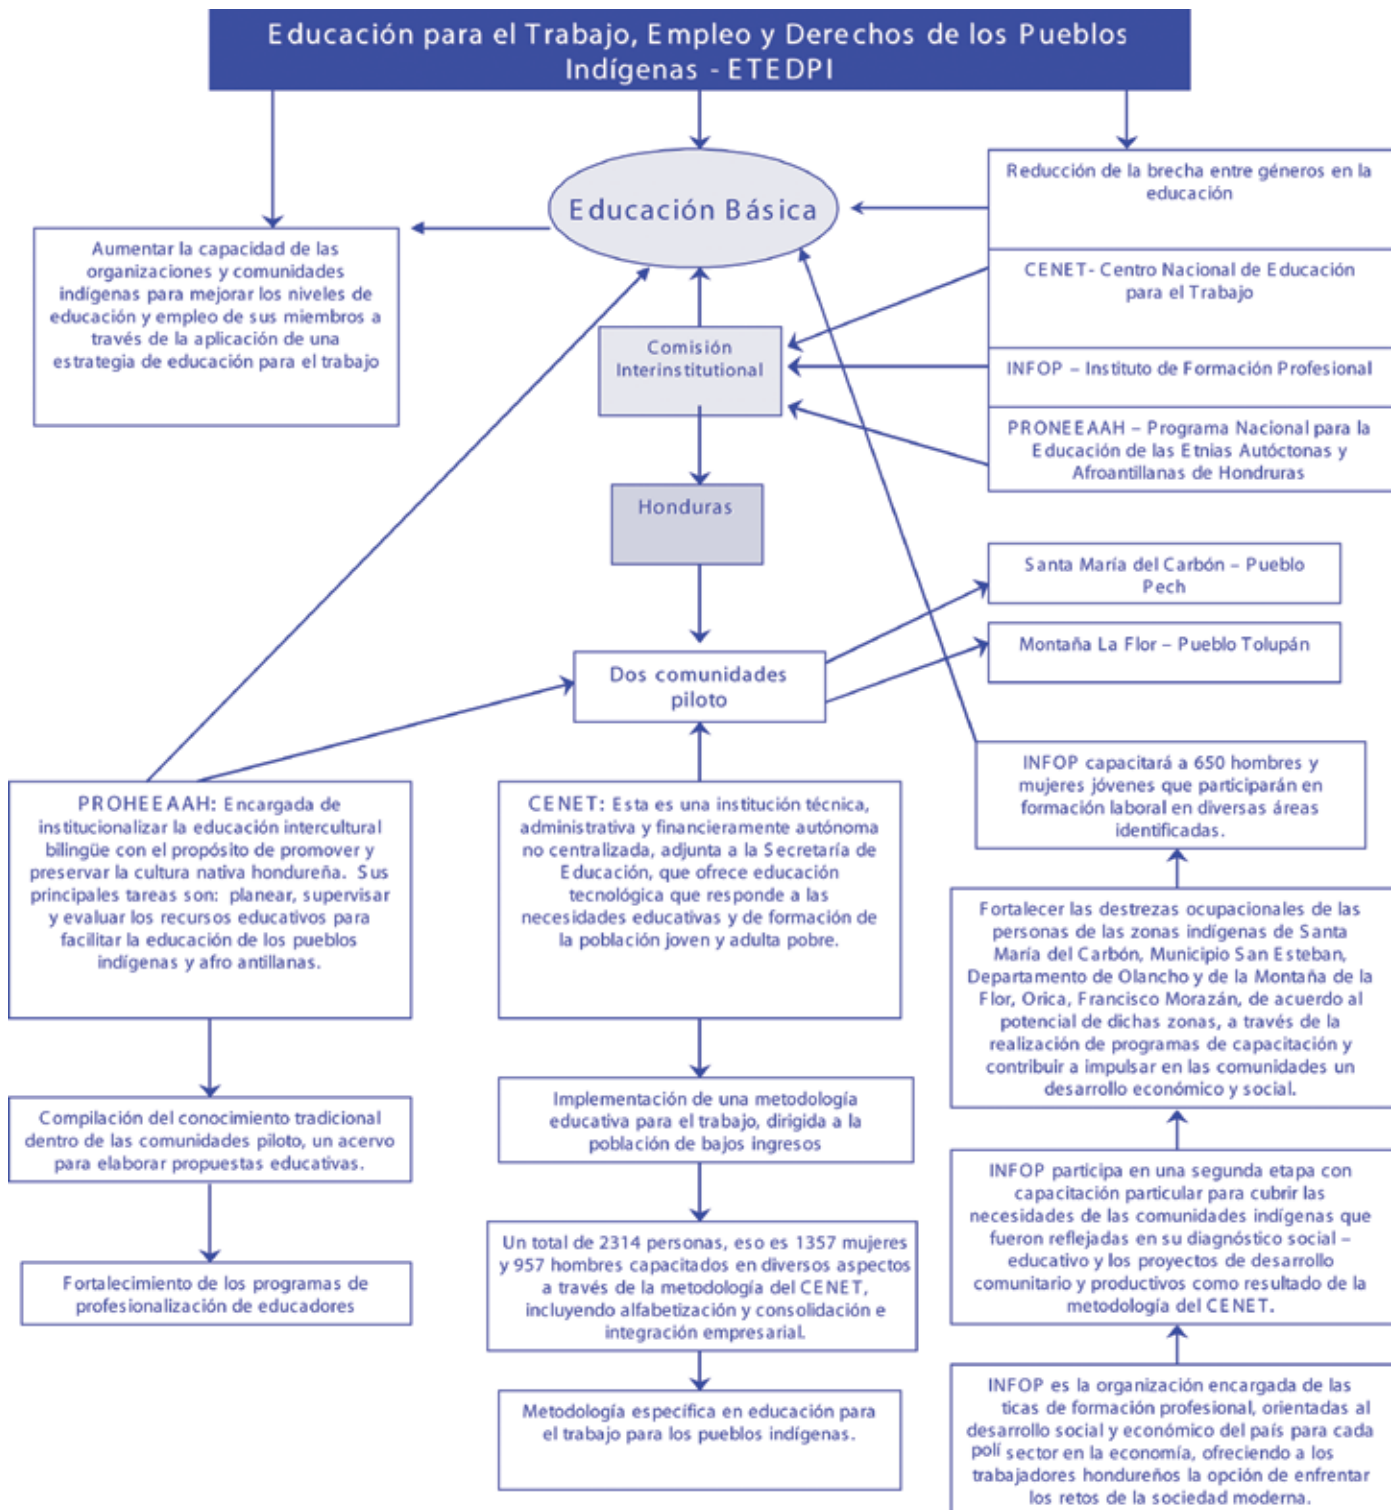 Educación para el Trabajo, Empleo y Derechos de los Pueblos
Indígenas - ETEDPI
Educación Básica
Reducción de la brecha entre géneros en la
educación
Aumentar la capacidad de las
organizaciones y comunidades
indígenas para mejorar los niveles de
educación y empleo de sus miembros a
través de la aplicación de una
estrategia de educación para el trabajo
CENET- Centro Nacional de Educación
para el Trabajo
Comisión
Interinstitutional
INFOP – Instituto de Formación Profesional
PRONEEAAH – Programa Nacional para la
Educación de las Etnias Autóctonas y
Afroantillanas de Hondruras
Honduras
Santa María del Carbón – Pueblo
Pech
Montaña La Flor – Pueblo Tolupán
Dos comunidades
piloto
PROHEEAAH: Encargada de
institucionalizar la educación intercultural
bilingüe con el propósito de promover y
preservar la cultura nativa hondureña. Sus
principales tareas son: planear, supervisar
y evaluar los recursos educativos para
facilitar la educación de los pueblos
indígenas y afro antillanas.
Compilación del conocimiento tradicional
dentro de las comunidades piloto, un acervo
para elaborar propuestas educativas.
Fortalecimiento de los programas de
profesionalización de educadores
CENET: Esta es una institución técnica,
administrativa y financieramente autónoma
no centralizada, adjunta a la Secretaría de
Educación, que ofrece educación
tecnológica que responde a las
necesidades educativas y de formación de
la población joven y adulta pobre.
Implementación de una metodología
educativa para el trabajo, dirigida a la
población de bajos ingresos
Un total de 2314 personas, eso es 1357 mujeres
y 957 hombres capacitados en diversos aspectos
a través de la metodología del CENET,
incluyendo alfabetización y consolidación e
integración empresarial.
Metodología específica en educación para
el trabajo para los pueblos indígenas.
INFOP capacitará a 650 hombres y
mujeres jóvenes que participarán en
formación laboral en diversas áreas
identificadas.
Fortalecer las destrezas ocupacionales de las
personas de las zonas indígenas de Santa
María del Carbón, Municipio San Esteban,
Departamento de Olancho y de la Montaña de la
Flor, Orica, Francisco Morazán, de acuerdo al
potencial de dichas zonas, a través de la
realización de programas de capacitación y
contribuir a impulsar en las comunidades un
desarrollo económico y social.
INFOP participa en una segunda etapa con
capacitación particular para cubrir las
necesidades de las comunidades indígenas que
fueron reflejadas en su diagnóstico social –
educativo y los proyectos de desarrollo
comunitario y productivos como resultado de la
metodología del CENET.
INFOP es la organización encargada de las
ticas de formación profesional, orientadas al
desarrollo social y económico del país para cada
polí sector en la economía, ofreciendo a los
trabajadores hondureños la opción de enfrentar
los retos de la sociedad moderna.